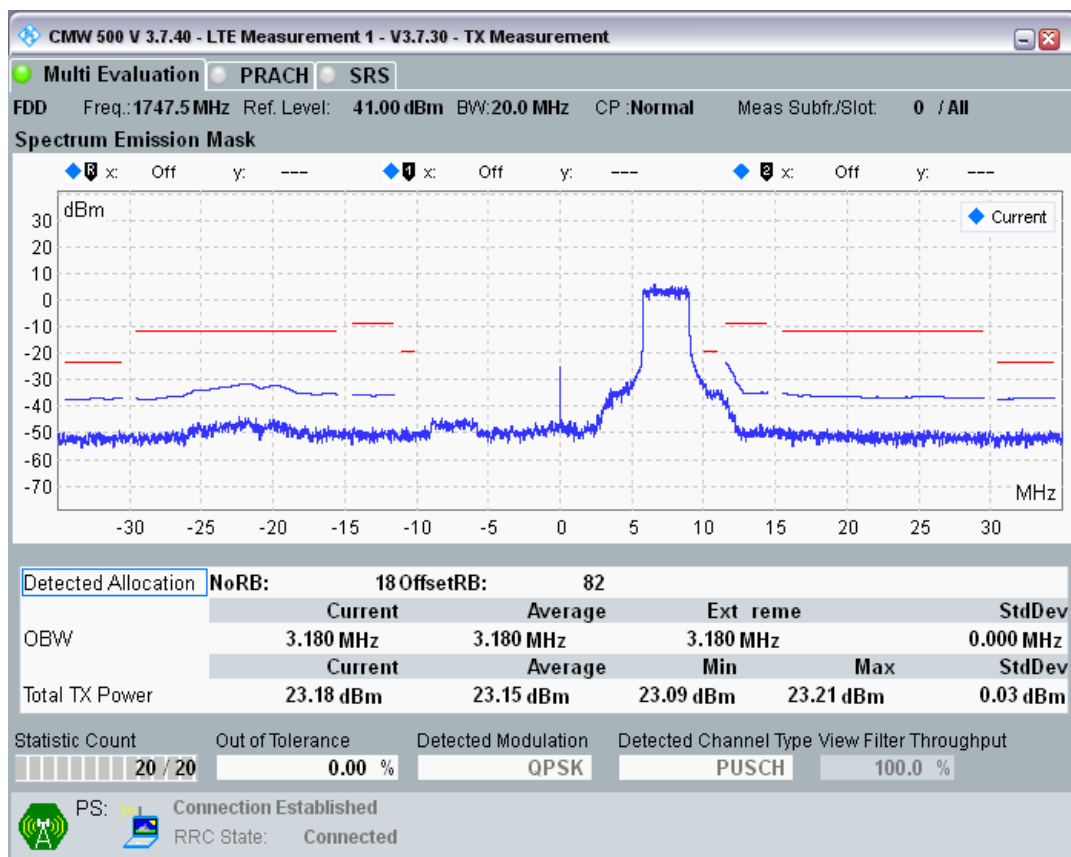 CMW 500 V 3.7.40 - LTE Measurement 1 - V3.7.30 - TX Measurement
Multi Evaluation PRACH SRS
FDD Freq.: 1747.5 MHz Ref. Level: 41.00 dBm BW: 20.0 MHz CP : Normal Meas Subfr./Slot: 0 / All
Spectrum Emission Mask
R x: Off y: --- 1 x: Off y: --- 2 x: Off y: ---
dBm
Current
30
20
10
0
-10
-20
-30
-40
-50
-60
-70
MHz
-30 -25 -20 -15 -10 -5 0 5 10 15 20 25 30
Detected Allocation NoRB: 18 OffsetRB: 82
Current Average Ext reme StdDev
OBW 3.180 MHz 3.180 MHz 3.180 MHz 0.000 MHz
Current Average Min Max StdDev
Total TX Power 23.18 dBm 23.15 dBm 23.09 dBm 23.21 dBm 0.03 dBm
Statistic Count Out of Tolerance Detected Modulation Detected Channel Type View Filter Throughput
20 / 20 0.00 % QPSK PUSCH 100.0 %
PS: Connection Established
RRC State: Connected